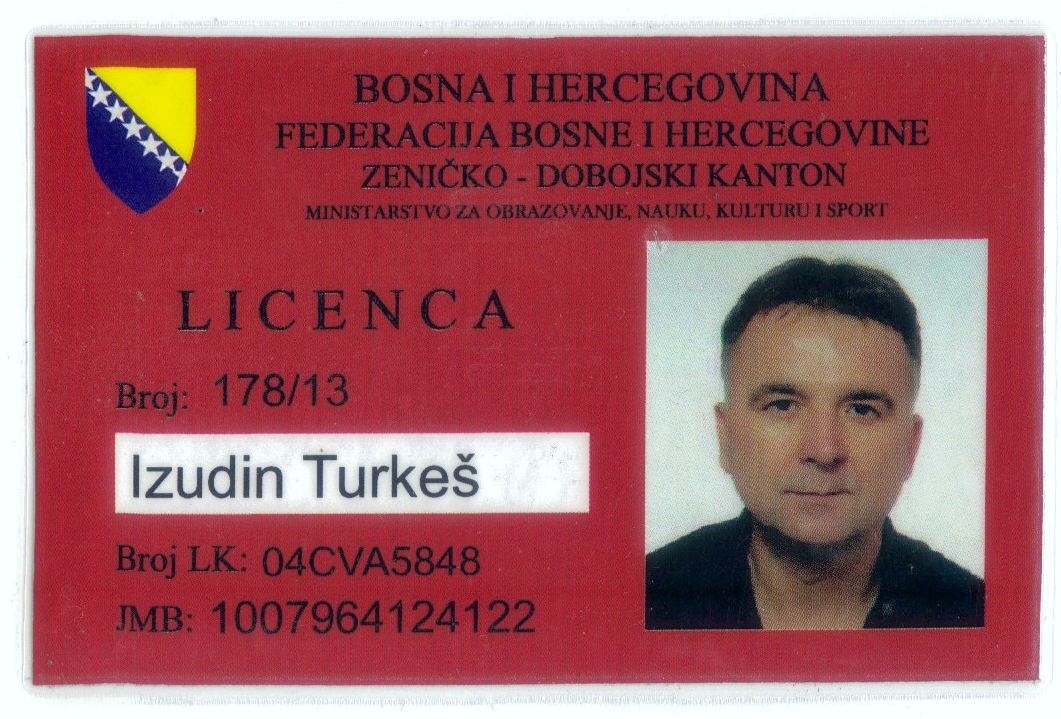 BOSNA I HERCEGOVINA
FEDERACIJA BOSNE I HERCEGOVINE
ZENIČKO - DOBOJSKI KANTON
MINISTARSTVO ZA OBRAZOVANJE, NAUKU, KULTURU I SPORT
LICENCA
Broj: 178/13
Izudin Turkeš
Broj LK: 04CVA5848
JMB: 1007964124122